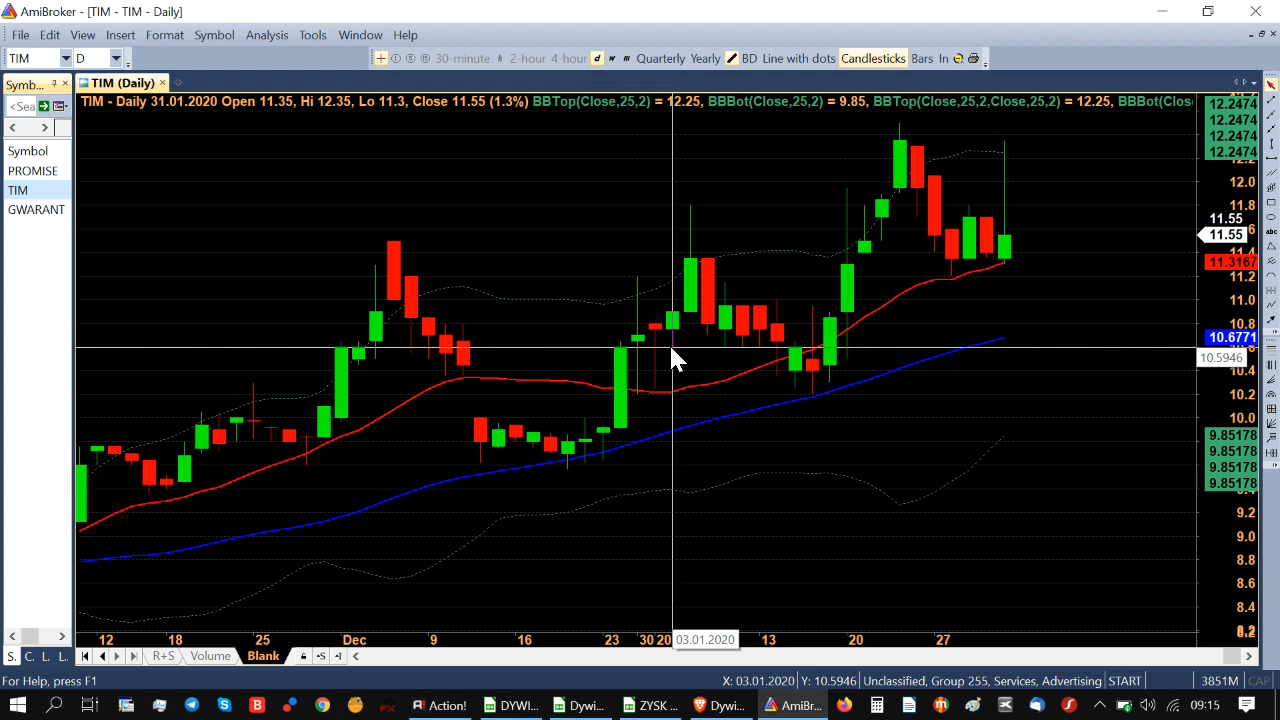 AmiBroker - [TIM - TIM - Daily]
File Edit View Insert Format Symbol Analysis Tools Window Help
TIM D 30-minute h 2-hour 4-hour d w m Quarterly Yearly BD Line with dots Candlesticks Bars In
Symb... TIM (Daily)
<Sea
TIM - Daily 31.01.2020 Open 11.35, Hi 12.35, Lo 11.3, Close 11.55 (1.3%) BBTop(Close,25,2) = 12.25, BBBot(Close,25,2) = 9.85, BBTop(Close,25,2,Close,25,2) = 12.25, BBBot(Clos
Symbol
PROMISE
TIM
GWARANT
12.2474
12.2474
12.2474
12.2474
12.0
11.8
11.55
11.55
11.4
11.3167
11.2
11.0
10.8
10.6771
10.5946
10.4
10.2
10.0
9.85178
9.85178
9.85178
9.85178
9.2
9.0
8.8
8.6
8.4
8.2
12 18 25 Dec 9 16 23 30 20 03.01.2020 13 20 27
S. C. L. L. R+S Volume Blank
For Help, press F1 X: 03.01.2020 Y: 10.5946 Unclassified, Group 255, Services, Advertising START 3851M CAP
Action! DYWI... Dywi... ZYSK ... Dywi... AmiBr... 09:15